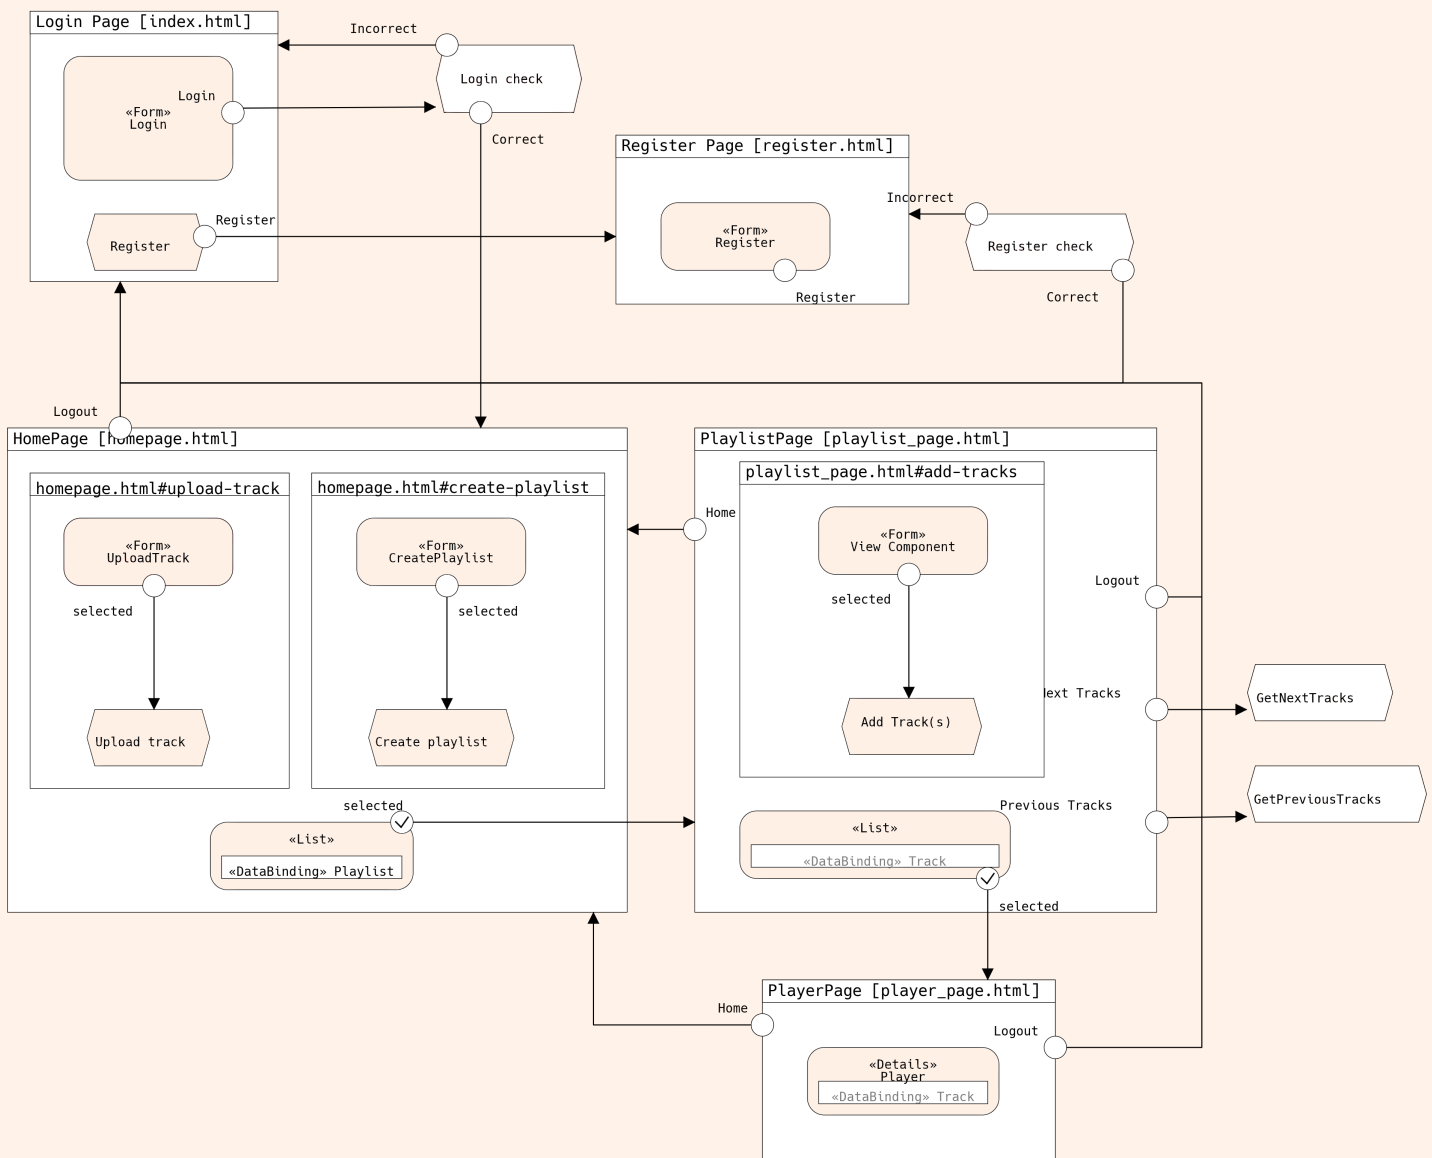 Login Page [index.html]
Incorrect
Login check
Login
«Form»
Login
Correct
Register Page [register.html]
Incorrect
Register
«Form»
Register
Register
Register check
Register
Correct
Logout
HomePage [homepage.html]
PlaylistPage [playlist_page.html]
homepage.html#upload-track
homepage.html#create-playlist
playlist_page.html#add-tracks
Home
«Form»
UploadTrack
«Form»
CreatePlaylist
«Form»
View Component
Logout
selected
selected
selected
Next Tracks
GetNextTracks
Upload track
Create playlist
Add Track(s)
selected
Previous Tracks
GetPreviousTracks
«List»
«DataBinding» Playlist
«List»
«DataBinding» Track
selected
PlayerPage [player_page.html]
Home
Logout
«Details»
Player
«DataBinding» Track